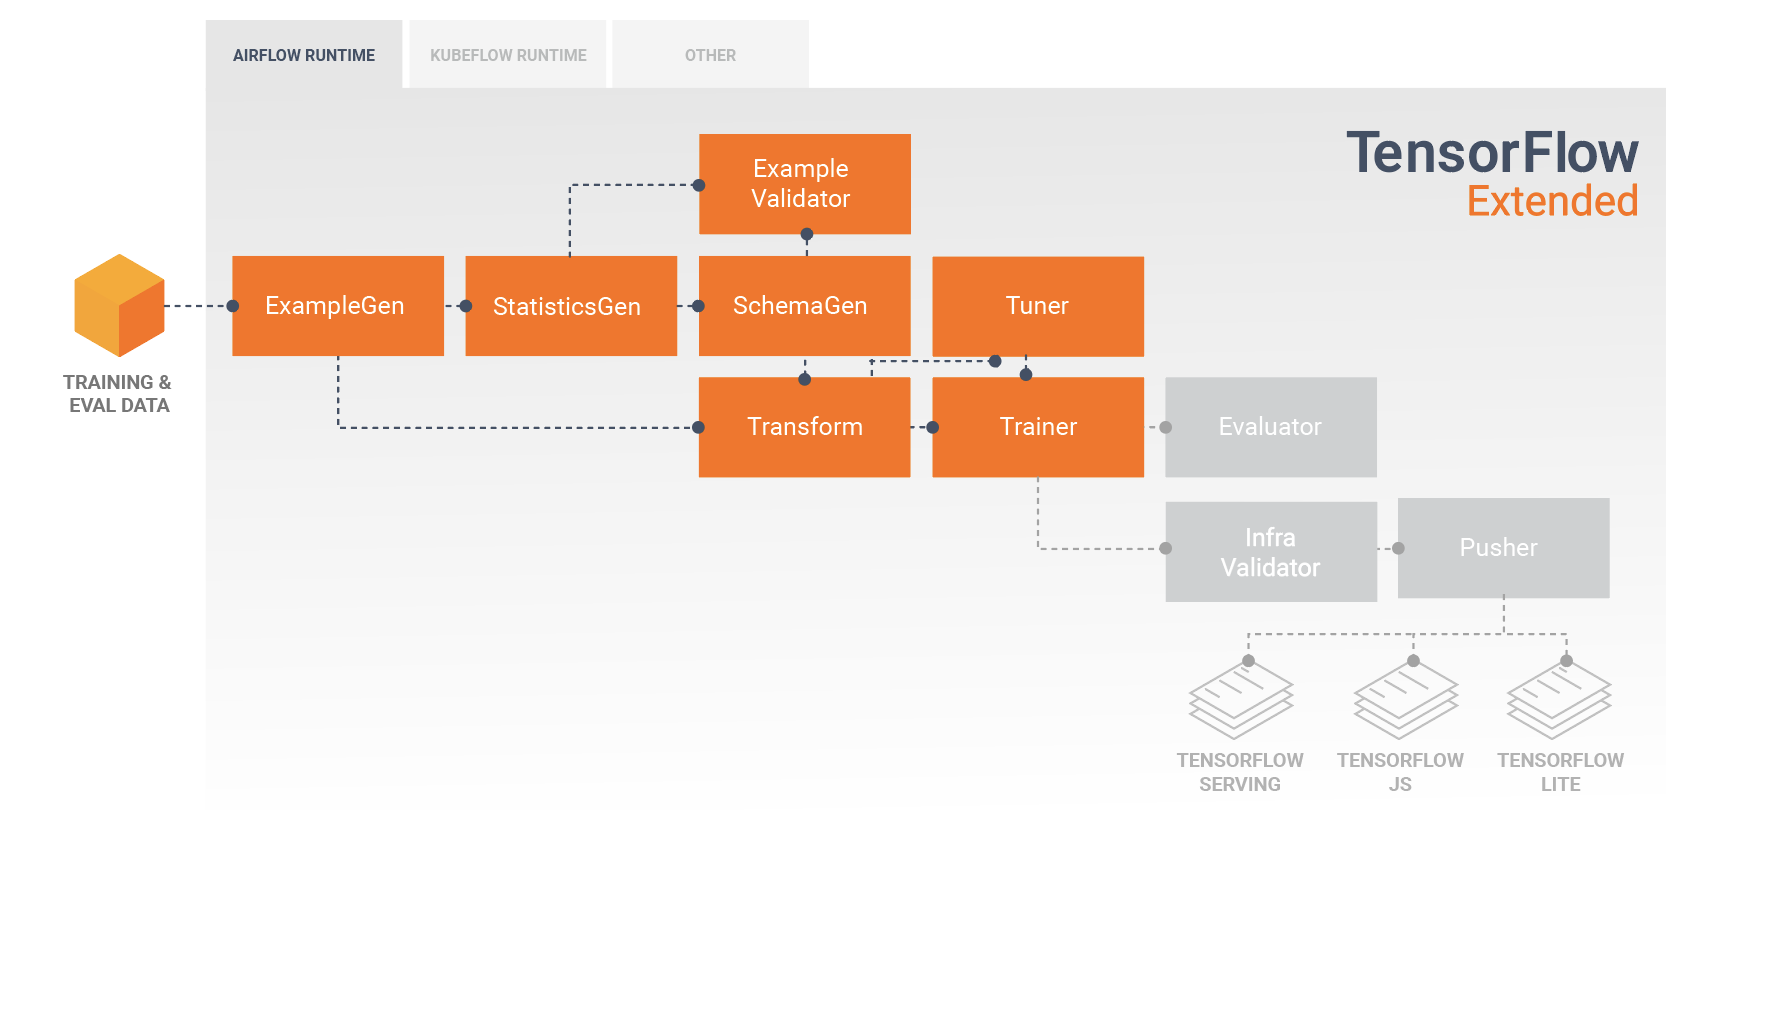 AIRFLOW RUNTIME
KUBEFLOW RUNTIME
OTHER
TensorFlow
Extended
Example
Validator
ExampleGen
StatisticsGen
SchemaGen
Tuner
TRAINING &
EVAL DATA
Transform
Trainer
Evaluator
Infra
Validator
Pusher
TENSORFLOW
SERVING
TENSORFLOW
JS
TENSORFLOW
LITE